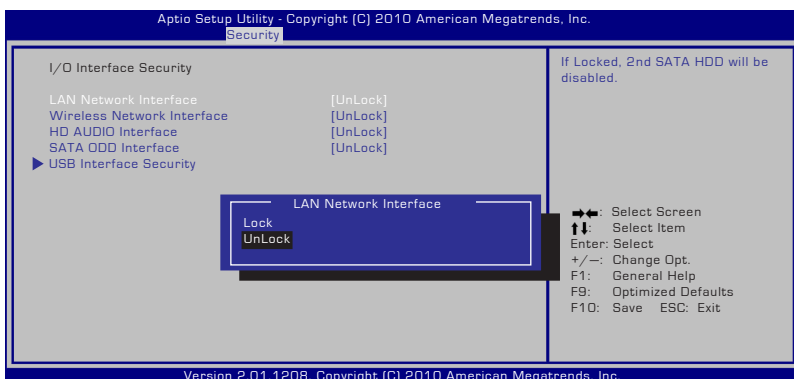 Aptio Setup Utility - Copyright (C) 2010 American Megatrends, Inc.
Security
I/O Interface Security
LAN Network Interface [UnLock]
Wireless Network Interface [UnLock]
HD AUDIO Interface [UnLock]
SATA ODD Interface [UnLock]
USB Interface Security
If Locked, 2nd SATA HDD will be
disabled.
LAN Network Interface
Lock
UnLock
: Select Screen
: Select Item
Enter: Select
+/—: Change Opt.
F1: General Help
F9: Optimized Defaults
F10: Save ESC: Exit
Version 2.01.1208. Copyright (C) 2010 American Megatrends, Inc.